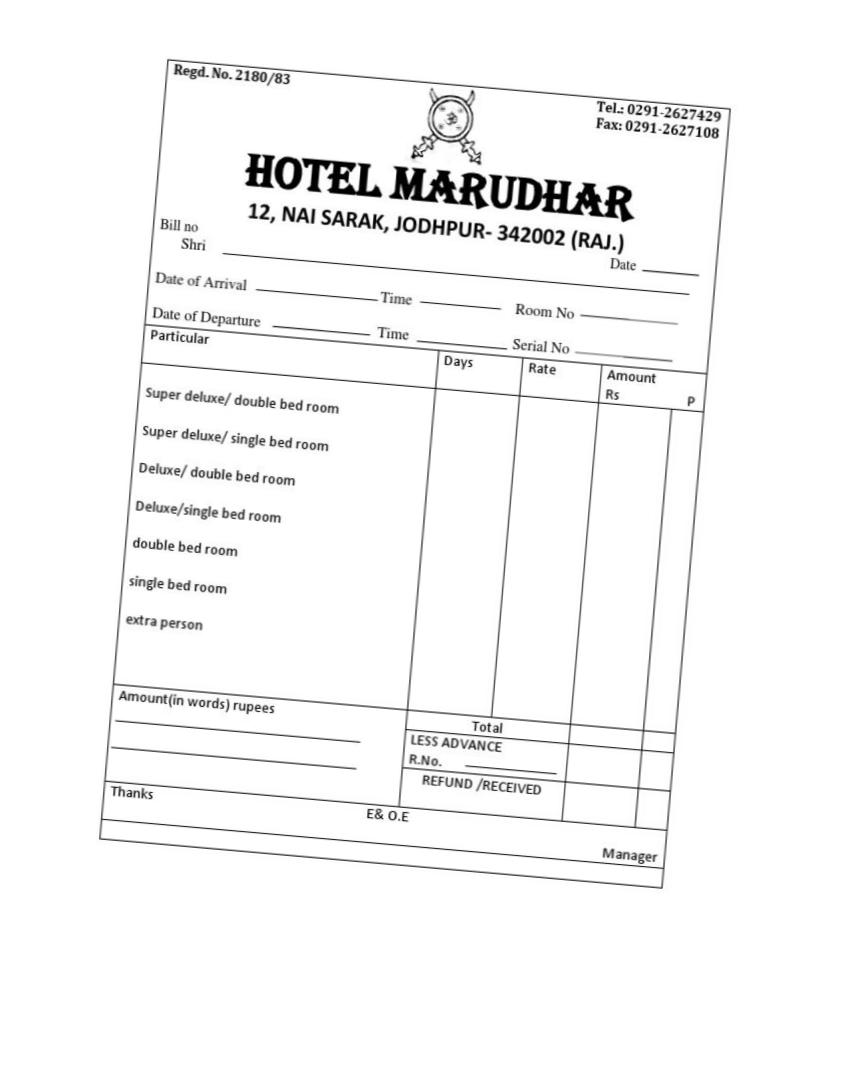 Regd. No. 2180/83
Tel.: 0291-2627429
Fax: 0291-2627108
ॐ
HOTEL MARUDHAR
12, NAI SARAK, JODHPUR- 342002 (RAJ.)
Bill no
Date
Shri
Date of Arrival Time Room No
Date of Departure Time Serial No
Particular Days Rate Amount
Rs P
Super deluxe/ double bed room
Super deluxe/ single bed room
Deluxe/ double bed room
Deluxe/single bed room
double bed room
single bed room
extra person
Amount(in words) rupees
Total
LESS ADVANCE
R.No.
REFUND /RECEIVED
Thanks
E& O.E
Manager